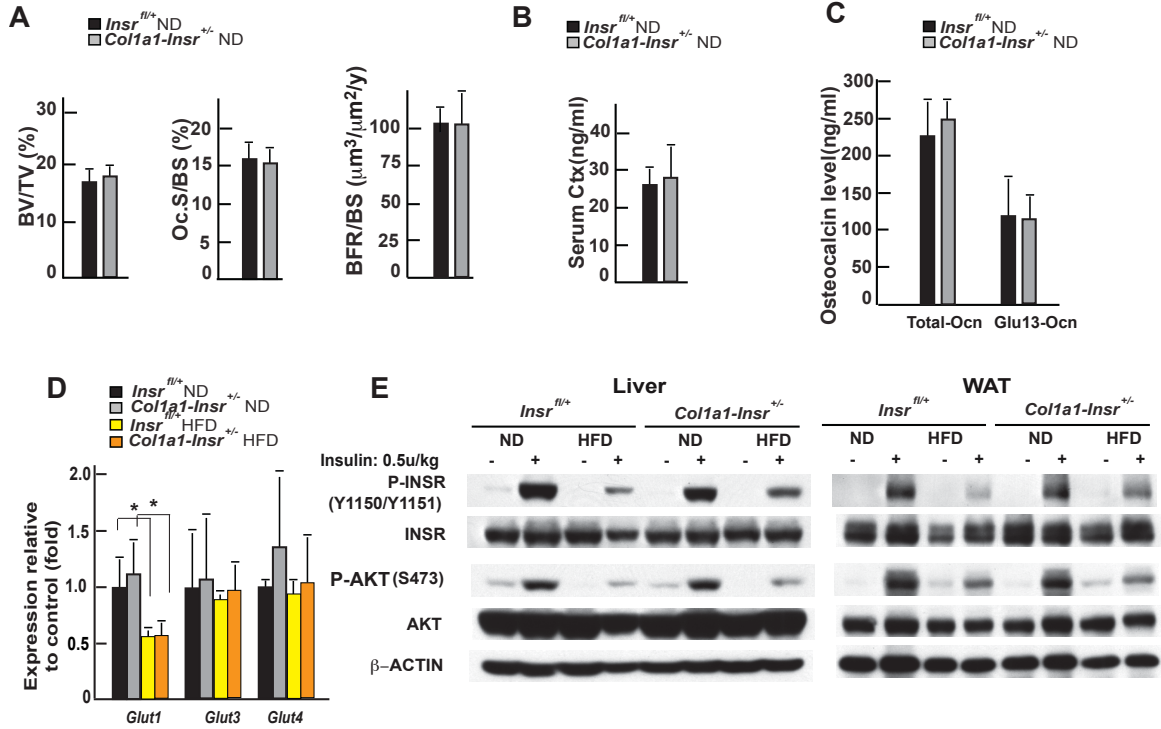 A
Insr fl/+ ND
Col1a1-Insr +/- ND
BV/TV (%)
30
20
10
0
Oc.S/BS (%)
20
15
10
5
0
BFR/BS (µm3/µm2/y)
100
75
50
25
0
B
Insr fl/+ ND
Col1a1-Insr +/- ND
Serum Ctx(ng/ml)
40
30
20
10
0
C
Insr fl/+ ND
Col1a1-Insr +/- ND
Osteocalcin level(ng/ml)
300
250
200
150
100
50
0
Total-Ocn Glu13-Ocn
D
Insr fl/+ ND
Col1a1-Insr +/- ND
Insr fl/+ HFD
Col1a1-Insr +/- HFD
Expression relative
to control (fold)
2.0
1.5
1.0
0.5
0
* *
Glut1 Glut3 Glut4
E
Liver WAT
Insr fl/+ Col1a1-Insr +/- Insr fl/+ Col1a1-Insr +/-
ND HFD ND HFD ND HFD ND HFD
Insulin: 0.5u/kg - + - + - + - + - + - + - + - +
P-INSR
(Y1150/Y1151)
INSR
P-AKT (S473)
AKT
β-ACTIN